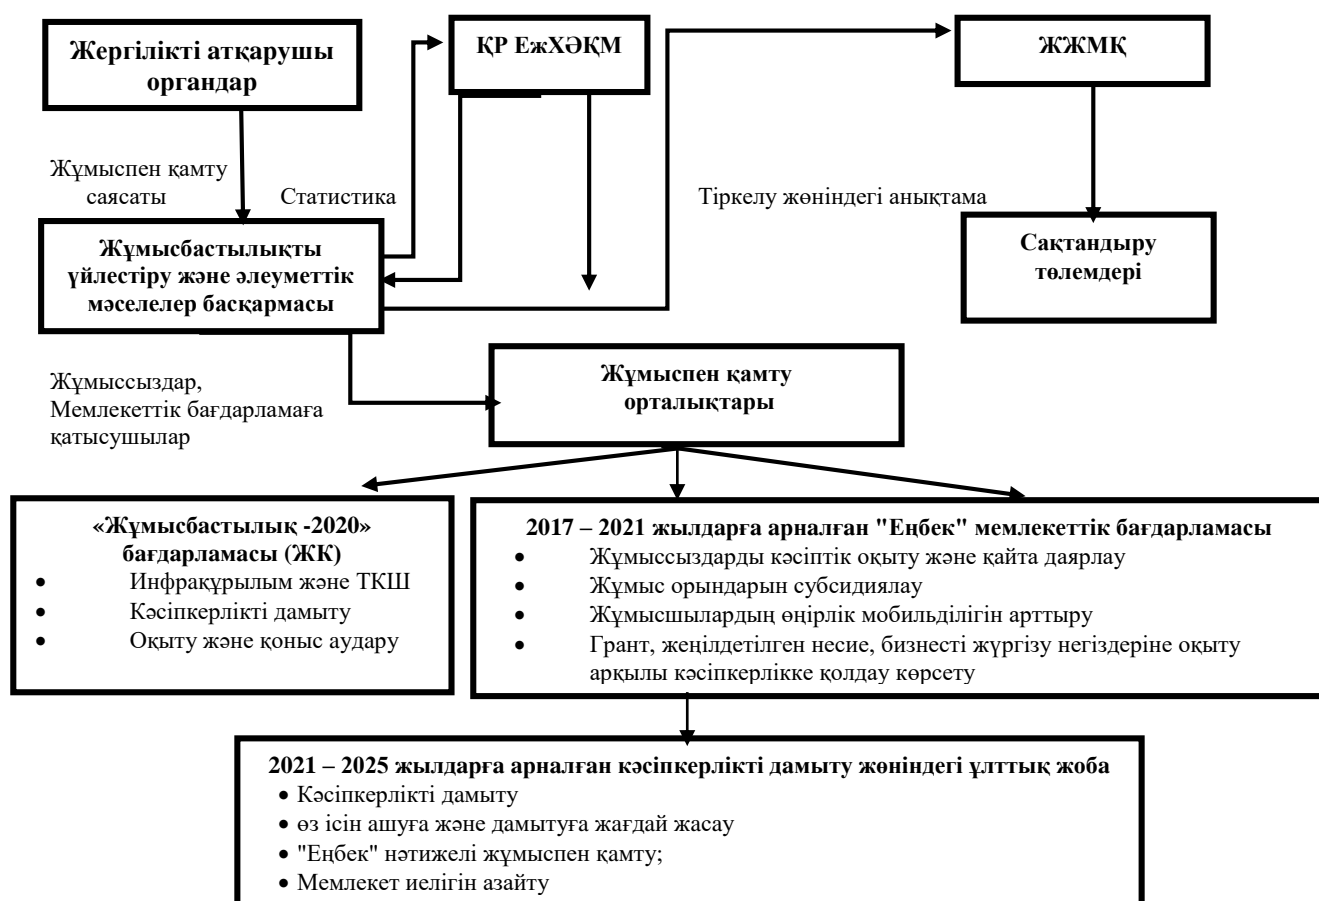 Жергілікті атқарушы
органдар
ҚР ЕжХӘҚМ
ЖЖМҚ
Жұмыспен қамту
саясаты
Статистика
Тіркелу жөніндегі анықтама
Жұмысбастылықты
үйлестіру және әлеуметтік
мәселелер басқармасы
Сақтандыру
төлемдері
Жұмыссыздар,
Мемлекеттік бағдарламаға
қатысушылар
Жұмыспен қамту
орталықтары
«Жұмысбастылық -2020»
бағдарламасы (ЖК)
• Инфрақұрылым және ТКШ
• Кәсіпкерлікті дамыту
• Оқыту және қоныс аудару
2017 – 2021 жылдарға арналған "Еңбек" мемлекеттік бағдарламасы
• Жұмыссыздарды кәсіптік оқыту және қайта даярлау
• Жұмыс орындарын субсидиялау
• Жұмысшылардың өңірлік мобильділігін арттыру
• Грант, жеңілдетілген несие, бизнесті жүргізу негіздеріне оқыту
арқылы кәсіпкерлікке қолдау көрсету
2021 – 2025 жылдарға арналған кәсіпкерлікті дамыту жөніндегі ұлттық жоба
• Кәсіпкерлікті дамыту
• өз ісін ашуға және дамытуға жағдай жасау
• "Еңбек" нәтижелі жұмыспен қамту;
• Мемлекет иелігін азайту